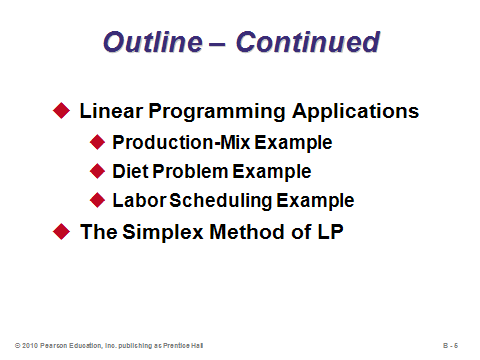 Outline – Continued
Linear Programming Applications
Production-Mix Example
Diet Problem Example
Labor Scheduling Example
The Simplex Method of LP
© 2010 Pearson Education, Inc. publishing as Prentice Hall
B - 5